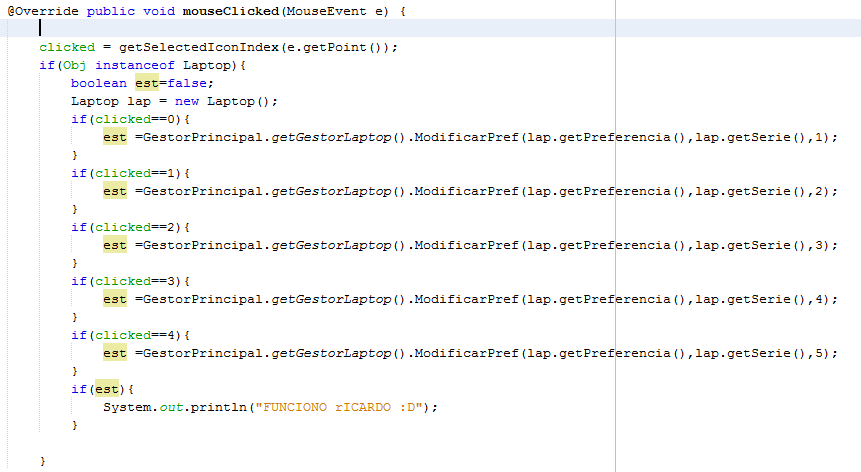 @Override public void mouseClicked(MouseEvent e) {
clicked = getSelectedIconIndex(e.getPoint());
if(Obj instanceof Laptop){
boolean est=false;
Laptop lap = new Laptop();
if(clicked==0){
est =GestorPrincipal.getGestorLaptop().ModificarPref(lap.getPreferencia(),lap.getSerie(),1);
}
if(clicked==1){
est =GestorPrincipal.getGestorLaptop().ModificarPref(lap.getPreferencia(),lap.getSerie(),2);
}
if(clicked==2){
est =GestorPrincipal.getGestorLaptop().ModificarPref(lap.getPreferencia(),lap.getSerie(),3);
}
if(clicked==3){
est =GestorPrincipal.getGestorLaptop().ModificarPref(lap.getPreferencia(),lap.getSerie(),4);
}
if(clicked==4){
est =GestorPrincipal.getGestorLaptop().ModificarPref(lap.getPreferencia(),lap.getSerie(),5);
}
if(est){
System.out.println("FUNCIONO rICARDO :D");
}
}